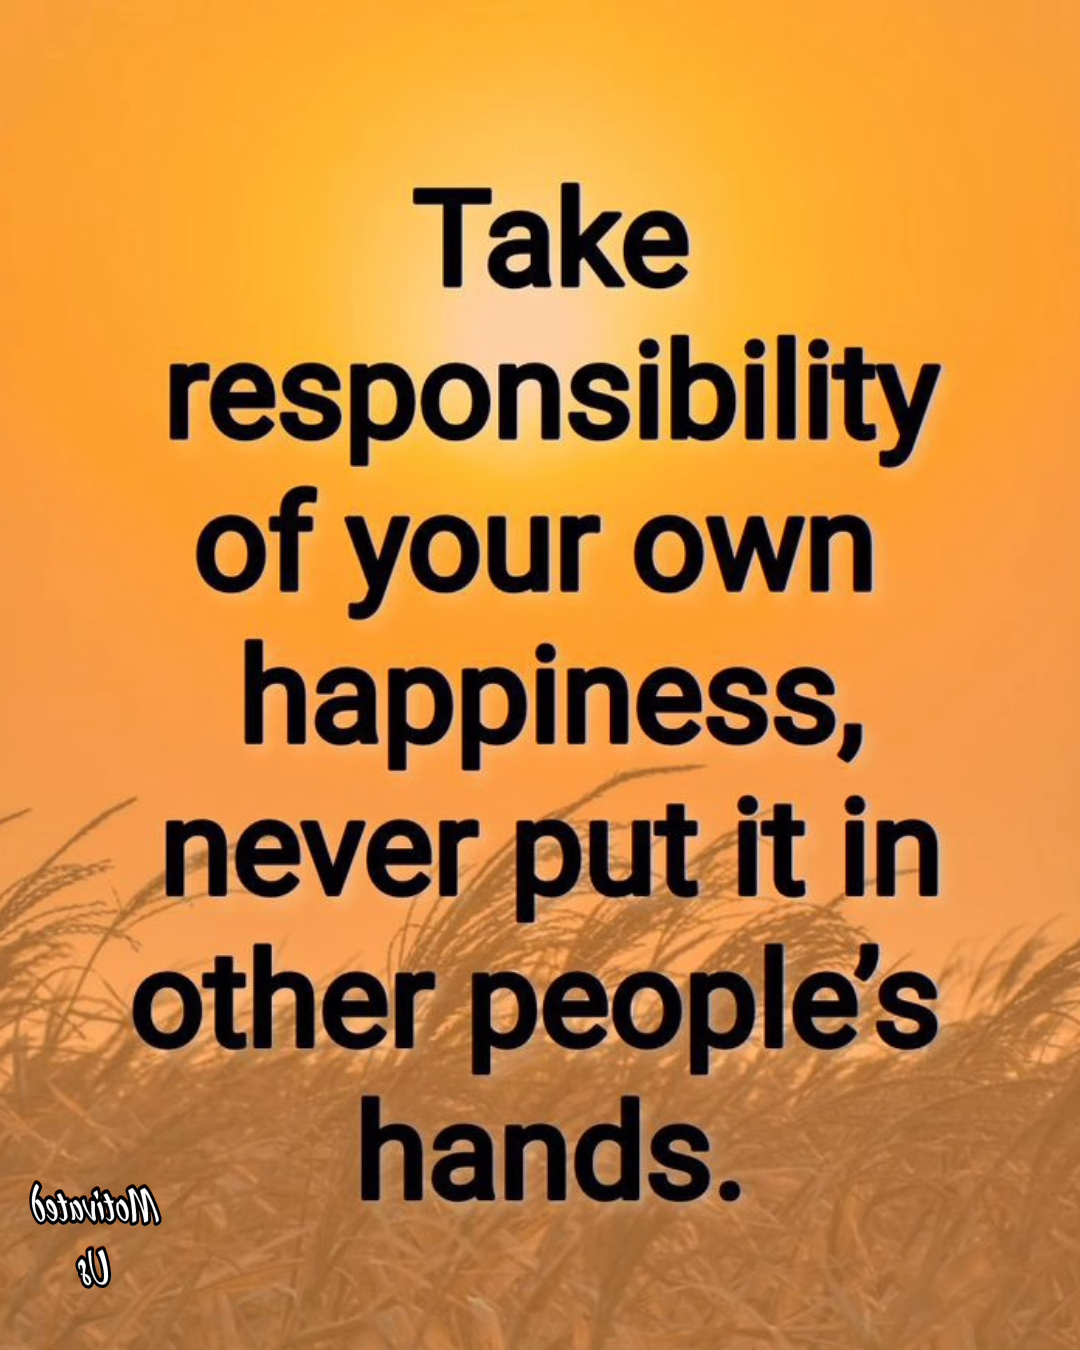 Take
responsibility
of your own
happiness,
never put it in
other people’s
hands.
Motivated
Us